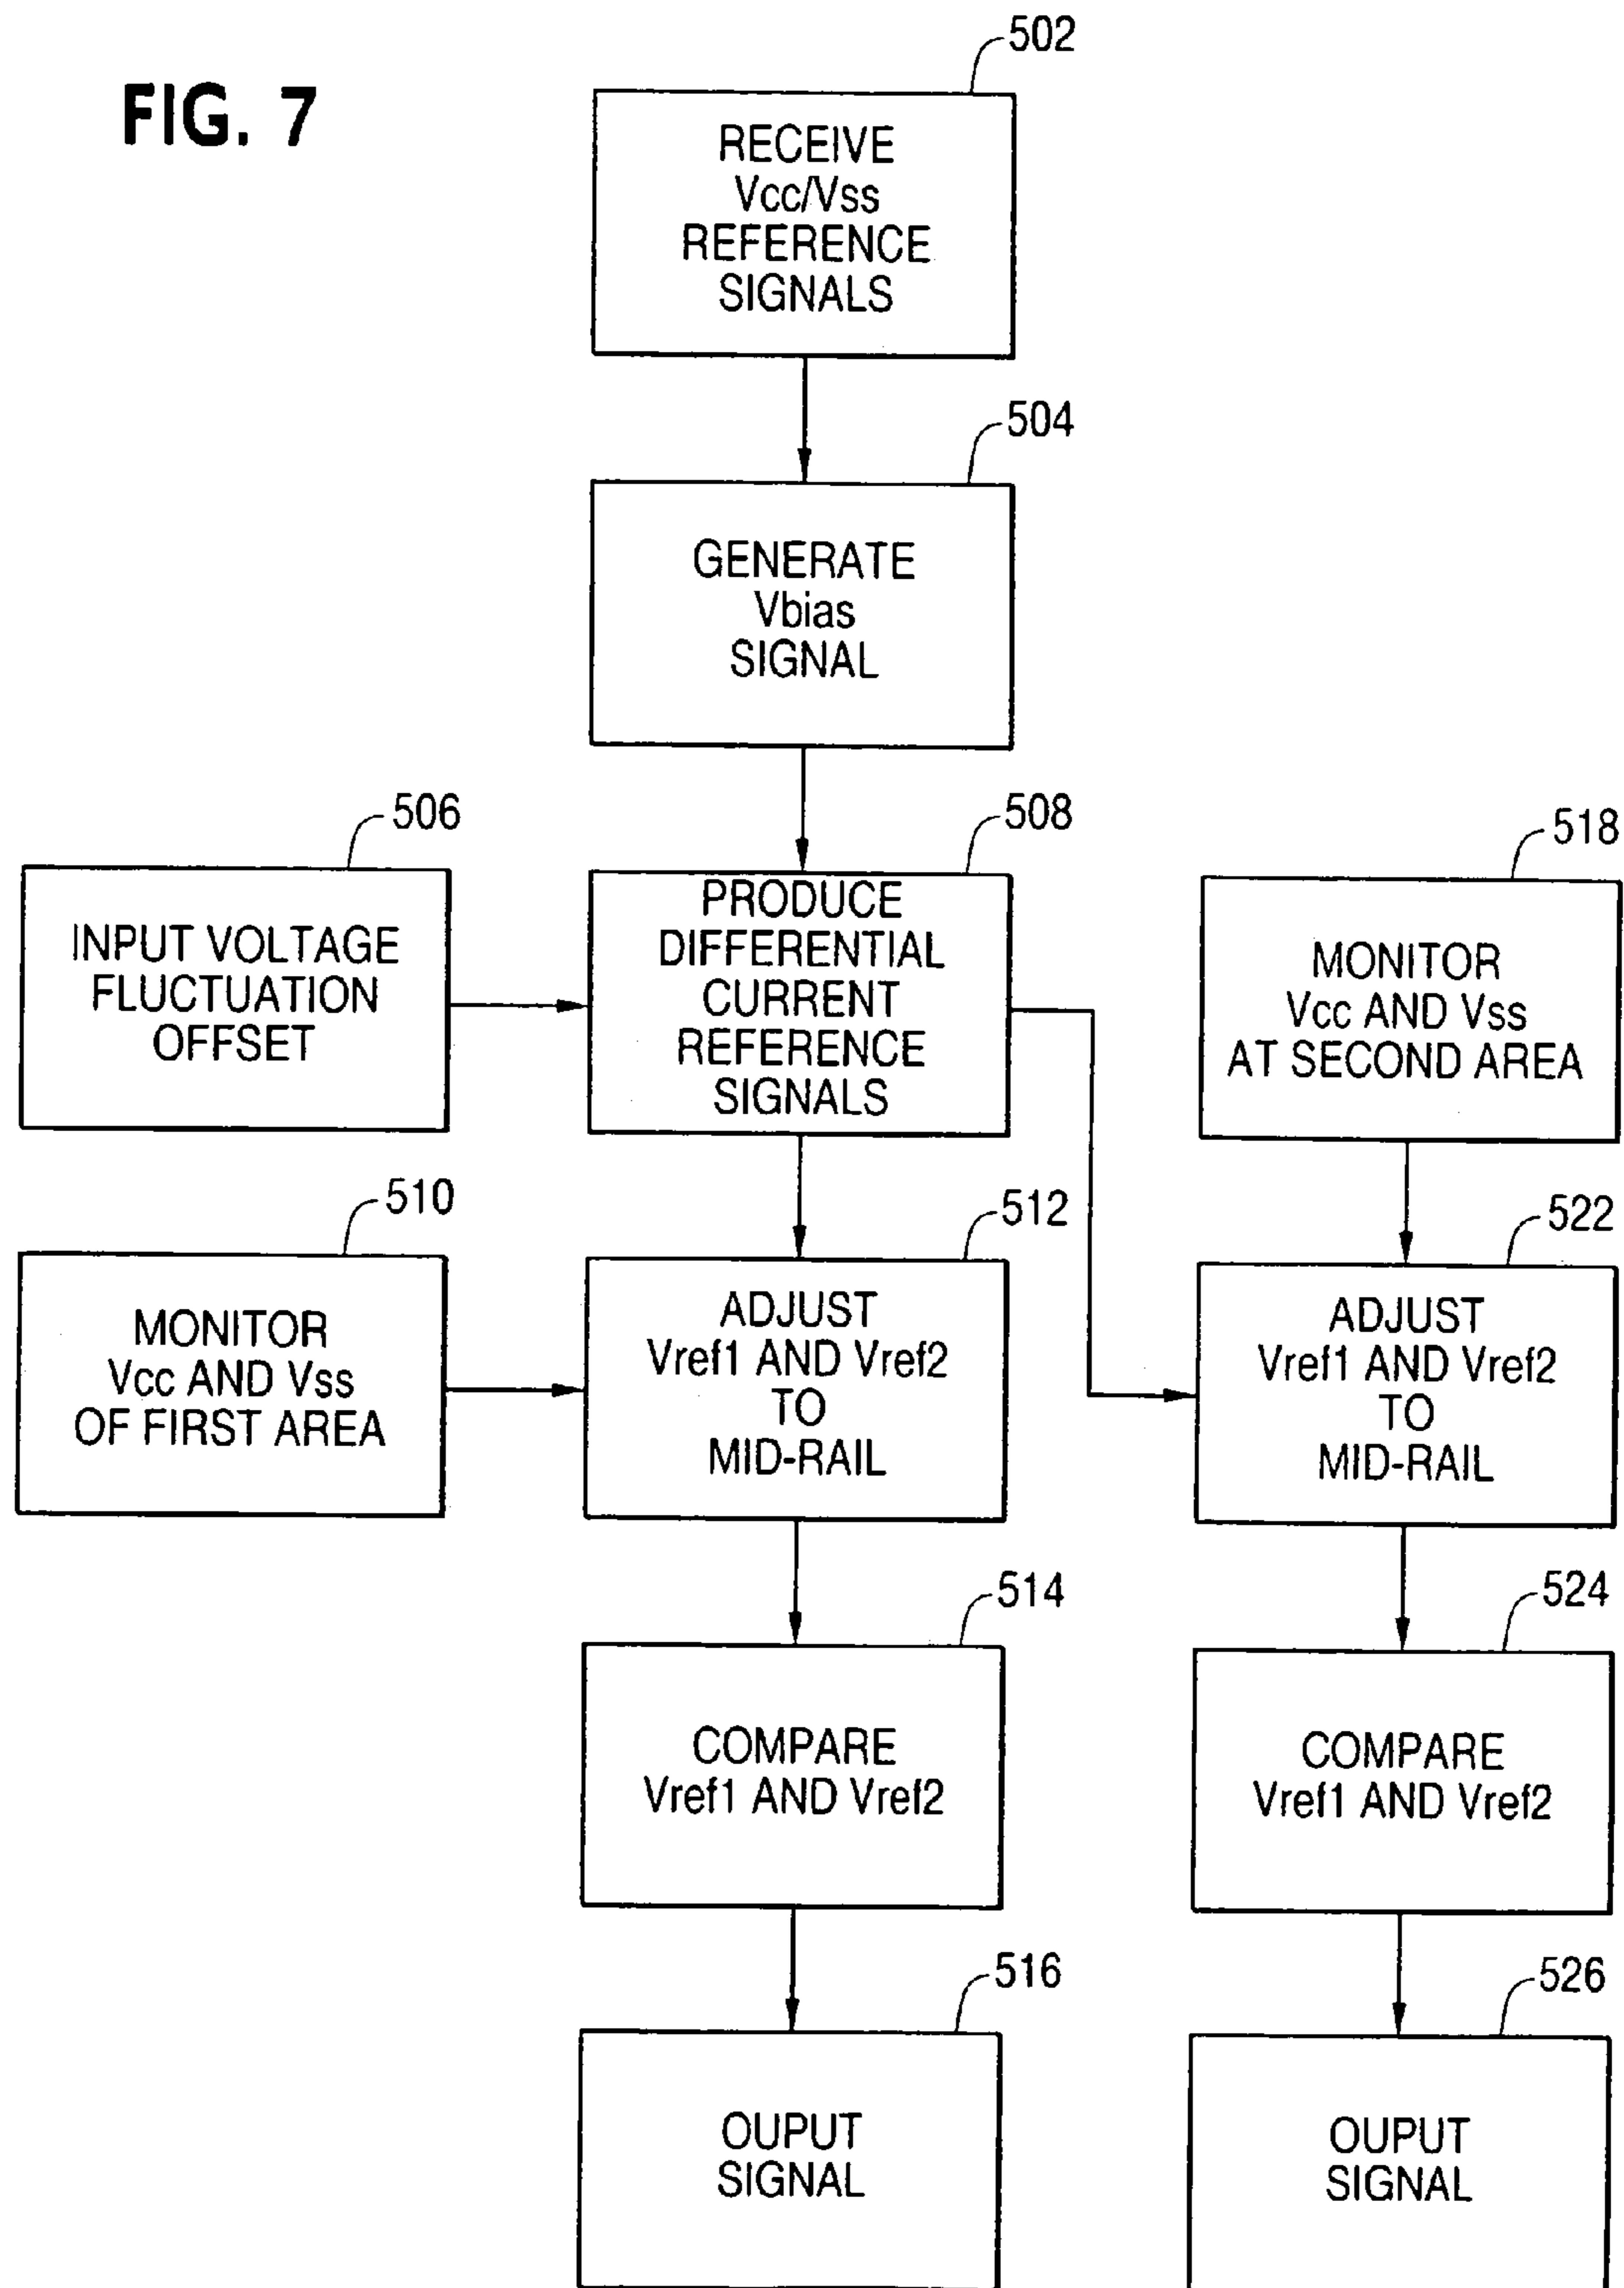 FIG. 7
502
RECEIVE
Vcc/Vss
REFERENCE
SIGNALS
504
GENERATE
Vbias
SIGNAL
506
INPUT VOLTAGE
FLUCTUATION
OFFSET
508
PRODUCE
DIFFERENTIAL
CURRENT
REFERENCE
SIGNALS
518
MONITOR
Vcc AND Vss
AT SECOND AREA
510
MONITOR
Vcc AND Vss
OF FIRST AREA
512
ADJUST
Vref1 AND Vref2
TO
MID-RAIL
522
ADJUST
Vref1 AND Vref2
TO
MID-RAIL
514
COMPARE
Vref1 AND Vref2
524
COMPARE
Vref1 AND Vref2
516
OUPUT
SIGNAL
526
OUPUT
SIGNAL